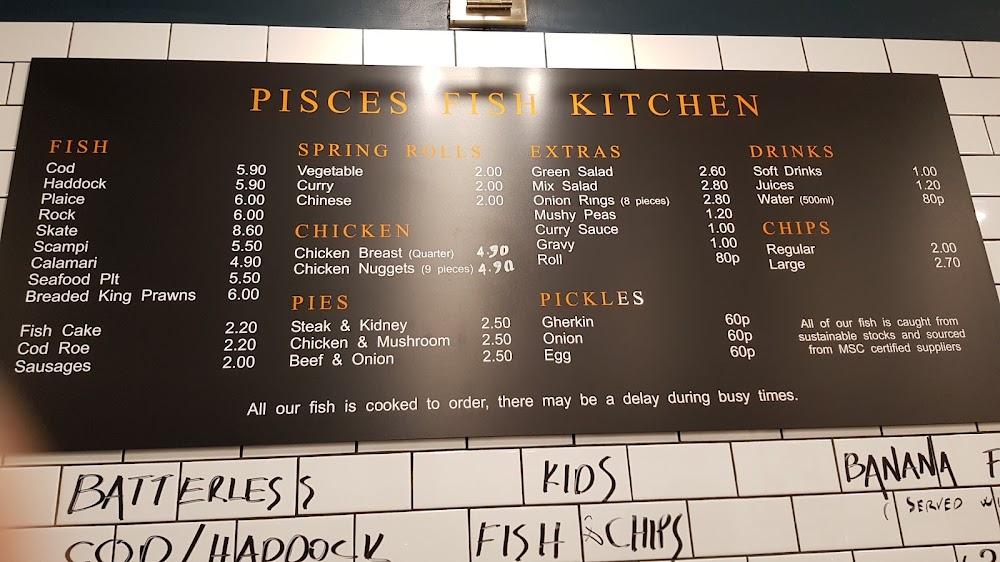 PISCES FISH KITCHEN
FISH
Cod 5.90
Haddock 5.90
Plaice 6.00
Rock 6.00
Skate 8.60
Scampi 5.50
Calamari 4.90
Seafood Plt 5.50
Breaded King Prawns 6.00
Fish Cake 2.20
Cod Roe 2.20
Sausages 2.00
SPRING ROLLS
Vegetable 2.00
Curry 2.00
Chinese 2.00
CHICKEN
Chicken Breast (Quarter) 4.90
Chicken Nuggets (9 pieces) 4.90
PIES
Steak & Kidney 2.50
Chicken & Mushroom 2.50
Beef & Onion 2.50
EXTRAS
Green Salad 2.60
Mix Salad 2.80
Onion Rings (8 pieces) 2.80
Mushy Peas 1.20
Curry Sauce 1.00
Gravy 1.00
Roll 80p
PICKLES
Gherkin 60p
Onion 60p
Egg 60p
DRINKS
Soft Drinks 1.00
Juices 1.20
Water (500ml) 80p
CHIPS
Regular 2.00
Large 2.70
All of our fish is caught from
sustainable stocks and sourced
from MSC certified suppliers
All our fish is cooked to order, there may be a delay during busy times.
BATTERLESS
COD/HADDOCK
KIDS
FISH & CHIPS
BANANA F
(SERVED W